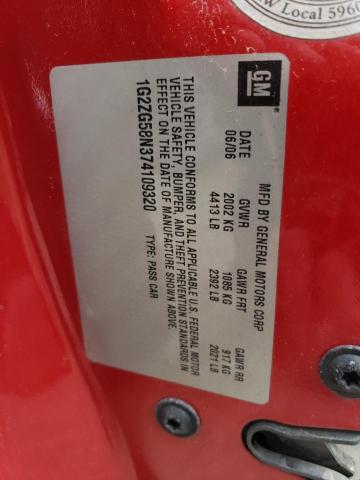 W Local 5960
GM
MFD BY GENERAL MOTORS CORP
DATE GVWR GAWR FRT GAWR RR
06/06 2002 KG 1085 KG 917 KG
4413 LB 2392 LB 2021 LB
THIS VEHICLE CONFORMS TO ALL APPLICABLE U.S. FEDERAL MOTOR
VEHICLE SAFETY, BUMPER, AND THEFT PREVENTION STANDARDS IN
EFFECT ON THE DATE OF MANUFACTURE SHOWN ABOVE.
1G2ZG58N374109320 TYPE: PASS CAR